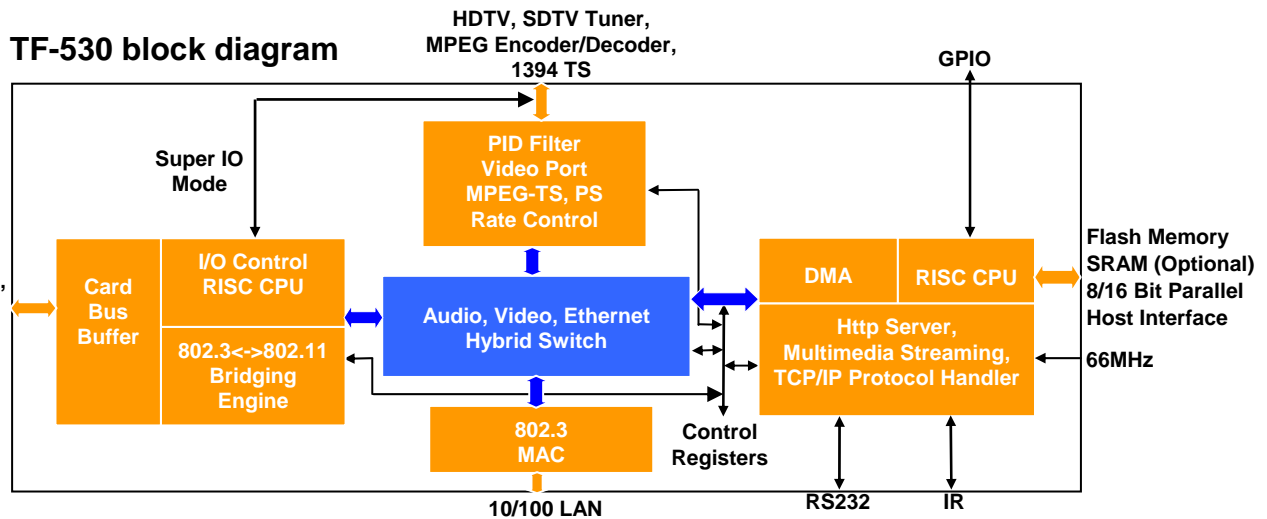 TF-530 block diagram
HDTV, SDTV Tuner,
MPEG Encoder/Decoder,
1394 TS
GPIO
Super IO
Mode
PID Filter
Video Port
MPEG-TS, PS
Rate Control
,
Card
Bus
Buffer
I/O Control
RISC CPU
802.3<->802.11
Bridging
Engine
Audio, Video, Ethernet
Hybrid Switch
DMA
RISC CPU
Http Server,
Multimedia Streaming,
TCP/IP Protocol Handler
Flash Memory
SRAM (Optional)
8/16 Bit Parallel
Host Interface
66MHz
802.3
MAC
Control
Registers
10/100 LAN
RS232
IR